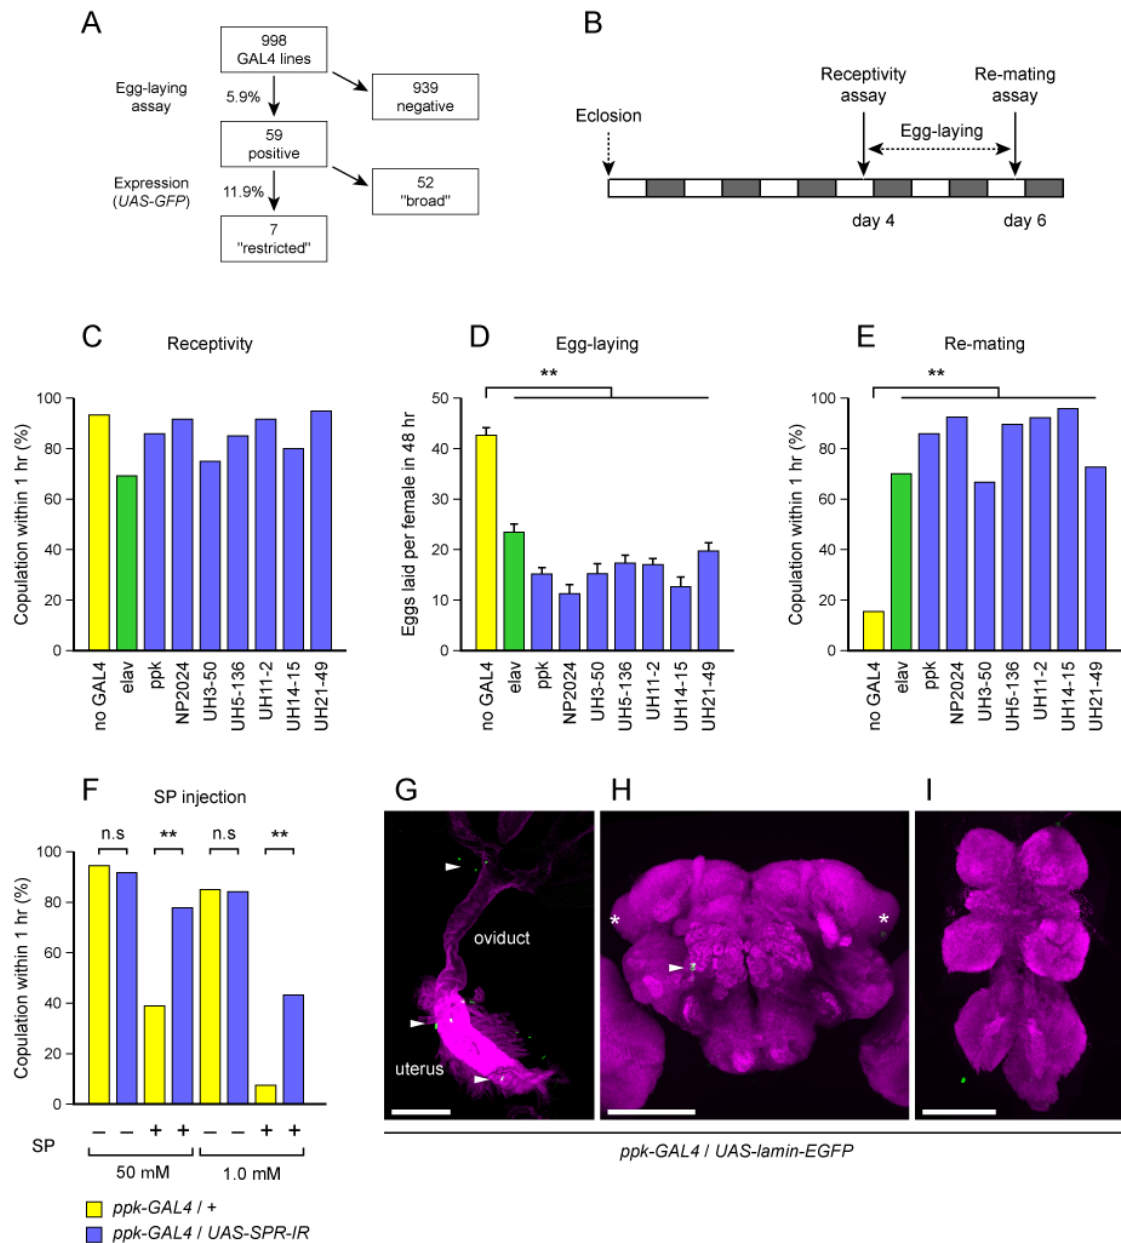 A
998
GAL4 lines
Egg-laying
assay
5.9%
939
negative
59
positive
Expression
(UAS-GFP)
11.9%
52
"broad"
7
"restricted"
B
Receptivity
assay
Re-mating
assay
Eclosion
Egg-laying
day 4
day 6
C
Receptivity
Copulation within 1 hr (%)
100
80
60
40
20
0
no GAL4
elav
ppk
NP2024
UH3-50
UH5-136
UH11-2
UH14-15
UH21-49
D
Egg-laying
**
Eggs laid per female in 48 hr
50
40
30
20
10
0
no GAL4
elav
ppk
NP2024
UH3-50
UH5-136
UH11-2
UH14-15
UH21-49
E
Re-mating
**
Copulation within 1 hr (%)
100
80
60
40
20
0
no GAL4
elav
ppk
NP2024
UH3-50
UH5-136
UH11-2
UH14-15
UH21-49
F
SP injection
n.s
**
n.s
**
Copulation within 1 hr (%)
100
80
60
40
20
0
SP
– – + + – – + +
50 mM
1.0 mM
ppk-GAL4 / +
ppk-GAL4 / UAS-SPR-IR
G
oviduct
uterus
H
*
*
I
ppk-GAL4 / UAS-lamin-EGFP